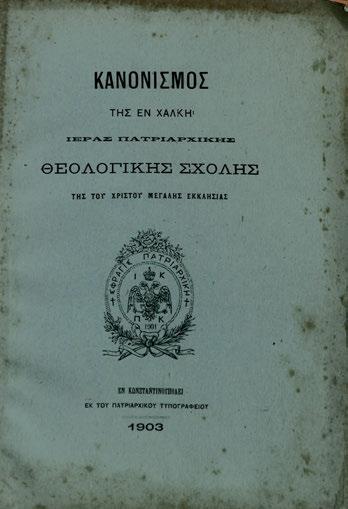 ΚΑΝΟΝΙΣΜΟΣ
ΤΗΣ ΕΝ ΧΑΛΚΗι
ΙΕΡΑΣ ΠΑΤΡΙΑΡΧΙΚΗΣ
ΘΕΟΛΟΓΙΚΗΣ ΣΧΟΛΗΣ
ΤΗΣ ΤΟΥ ΧΡΙΣΤΟΥ ΜΕΓΑΛΗΣ ΕΚΚΛΗΣΙΑΣ
ΣΦΡΑΓΙΣ ΠΑΤΡΙΑΡΧΙΚΗ
Ι Κ
Π Κ
1901
ΕΝ ΚΩΝΣΤΑΝΤΙΝΟΥΠΟΛΕΙ
ΕΚ ΤΟΥ ΠΑΤΡΙΑΡΧΙΚΟΥ ΤΥΠΟΓΡΑΦΕΙΟΥ
1903